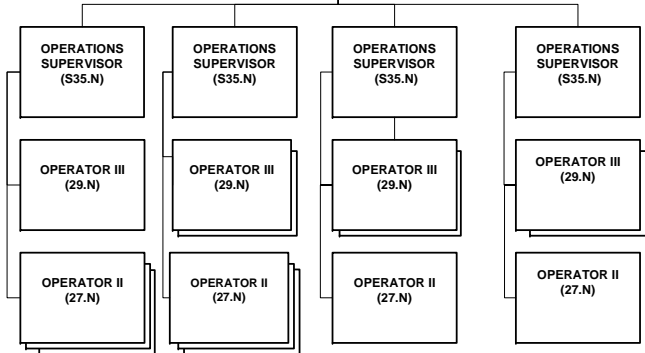 OPERATIONS
SUPERVISOR
(S35.N)
OPERATIONS
SUPERVISOR
(S35.N)
OPERATIONS
SUPERVISOR
(S35.N)
OPERATIONS
SUPERVISOR
(S35.N)
OPERATOR III
(29.N)
OPERATOR III
(29.N)
OPERATOR III
(29.N)
OPERATOR III
(29.N)
OPERATOR II
(27.N)
OPERATOR II
(27.N)
OPERATOR II
(27.N)
OPERATOR II
(27.N)